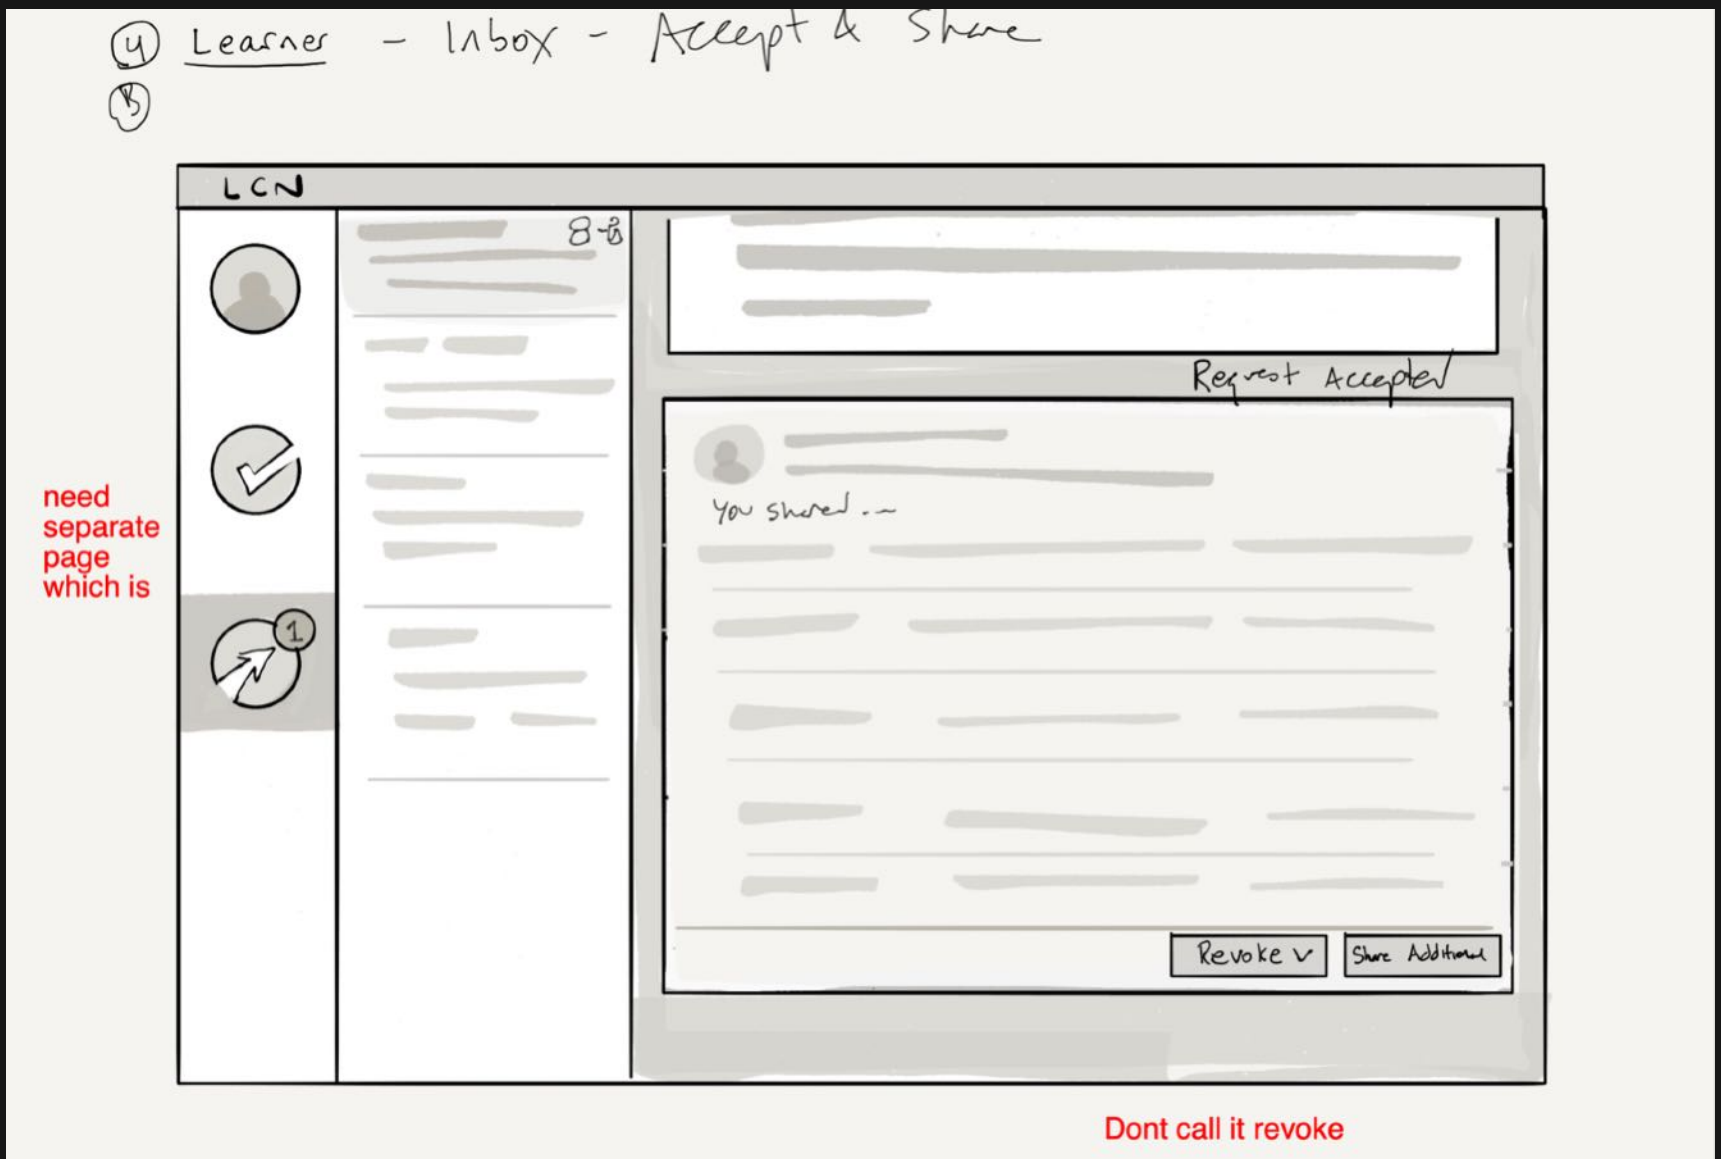 4 Learner - Inbox - Accept & Share
B
LCN
8-
Request Accepted
You shared...
need
separate
page
which is
1
Revoke v
Share Additional
Dont call it revoke